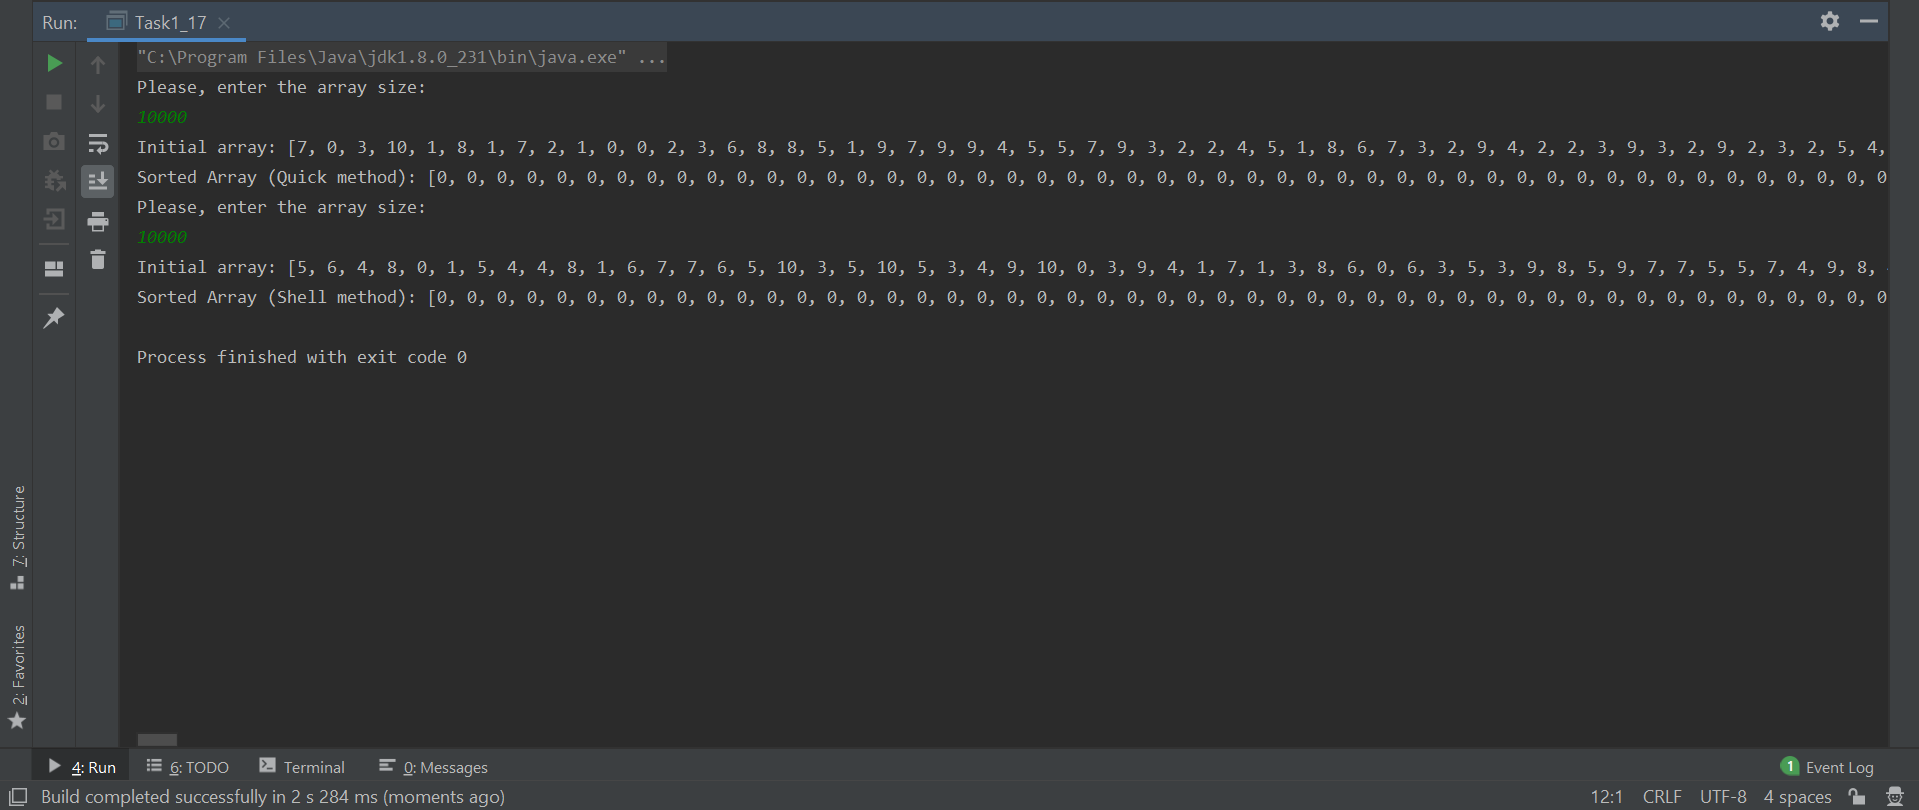 Run: Task1_17
"C:\Program Files\Java\jdk1.8.0_231\bin\java.exe" ...
Please, enter the array size:
10000
Initial array: [7, 0, 3, 10, 1, 8, 1, 7, 2, 1, 0, 0, 2, 3, 6, 8, 8, 5, 1, 9, 7, 9, 9, 4, 5, 5, 7, 9, 3, 2, 2, 4, 5, 1, 8, 6, 7, 3, 2, 9, 4, 2, 2, 3, 9, 3, 2, 9, 2, 3, 2, 5, 4,
Sorted Array (Quick method): [0, 0, 0, 0, 0, 0, 0, 0, 0, 0, 0, 0, 0, 0, 0, 0, 0, 0, 0, 0, 0, 0, 0, 0, 0, 0, 0, 0, 0, 0, 0, 0, 0, 0, 0, 0, 0, 0, 0, 0, 0, 0, 0, 0, 0, 0, 0, 0, 0
Please, enter the array size:
10000
Initial array: [5, 6, 4, 8, 0, 1, 5, 4, 4, 8, 1, 6, 7, 7, 6, 5, 10, 3, 5, 10, 5, 3, 4, 9, 10, 0, 3, 9, 4, 1, 7, 1, 3, 8, 6, 0, 6, 3, 5, 3, 9, 8, 5, 9, 7, 7, 5, 5, 7, 4, 9, 8,
Sorted Array (Shell method): [0, 0, 0, 0, 0, 0, 0, 0, 0, 0, 0, 0, 0, 0, 0, 0, 0, 0, 0, 0, 0, 0, 0, 0, 0, 0, 0, 0, 0, 0, 0, 0, 0, 0, 0, 0, 0, 0, 0, 0, 0, 0, 0, 0, 0, 0, 0, 0, 0
Process finished with exit code 0
7: Structure
2: Favorites
4: Run 6: TODO Terminal 0: Messages 1 Event Log
Build completed successfully in 2 s 284 ms (moments ago) 12:1 CRLF UTF-8 4 spaces